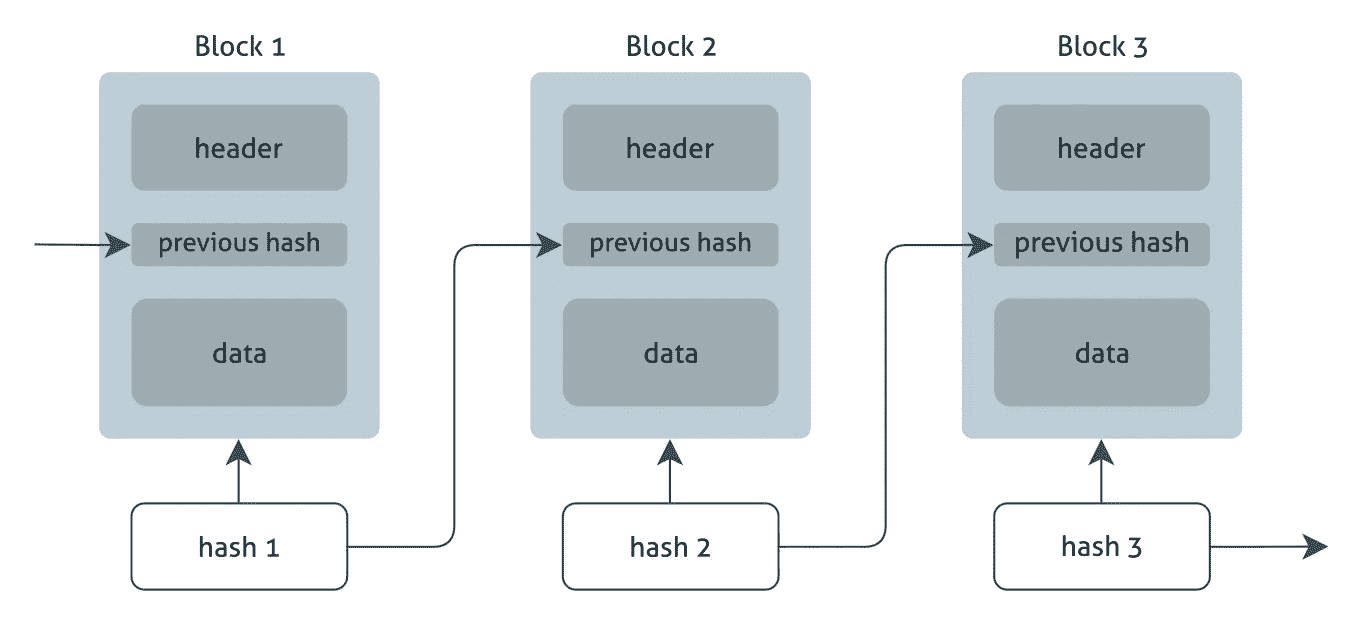 Block 1
header
previous hash
data
hash 1
Block 2
header
previous hash
data
hash 2
Block 3
header
previous hash
data
hash 3